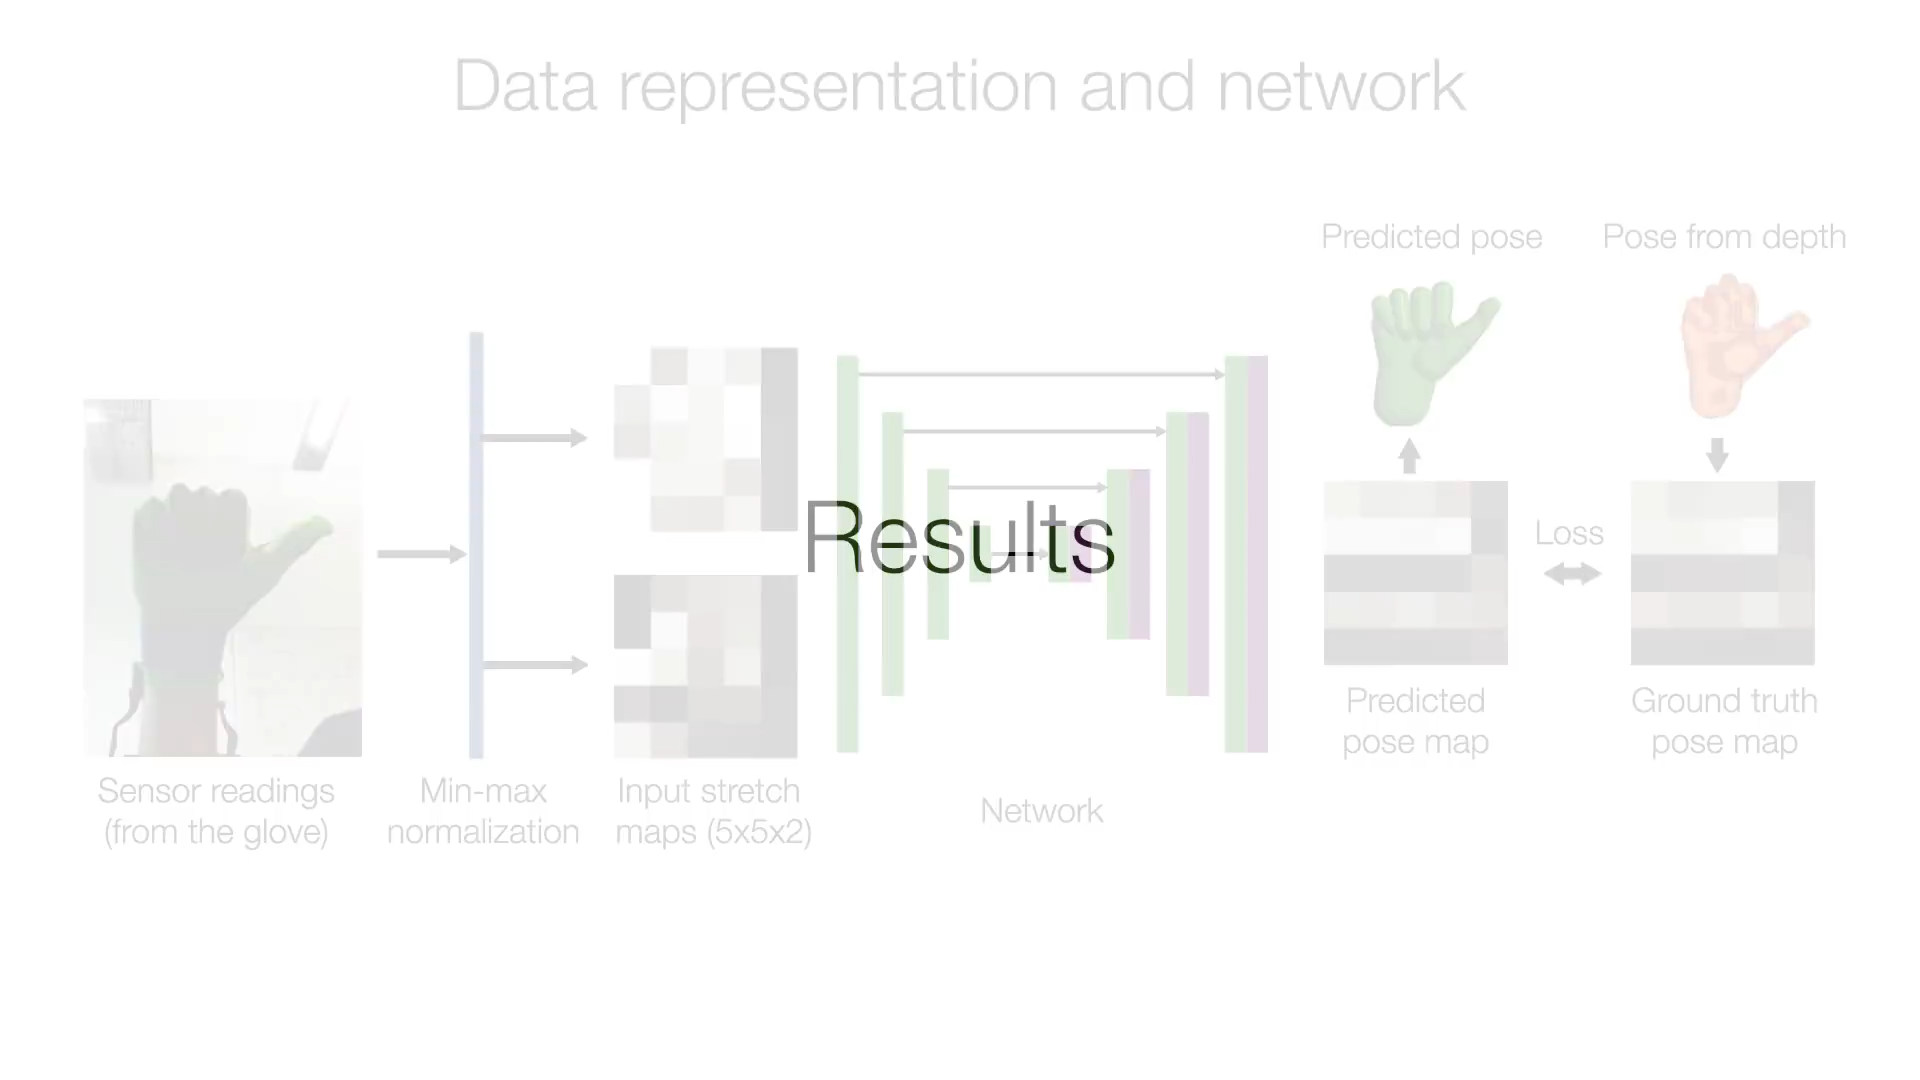 Data representation and network
Predicted pose
Pose from depth
Results
Loss
Predicted
pose map
Ground truth
pose map
Sensor readings
(from the glove)
Min-max
normalization
Input stretch
maps (5x5x2)
Network